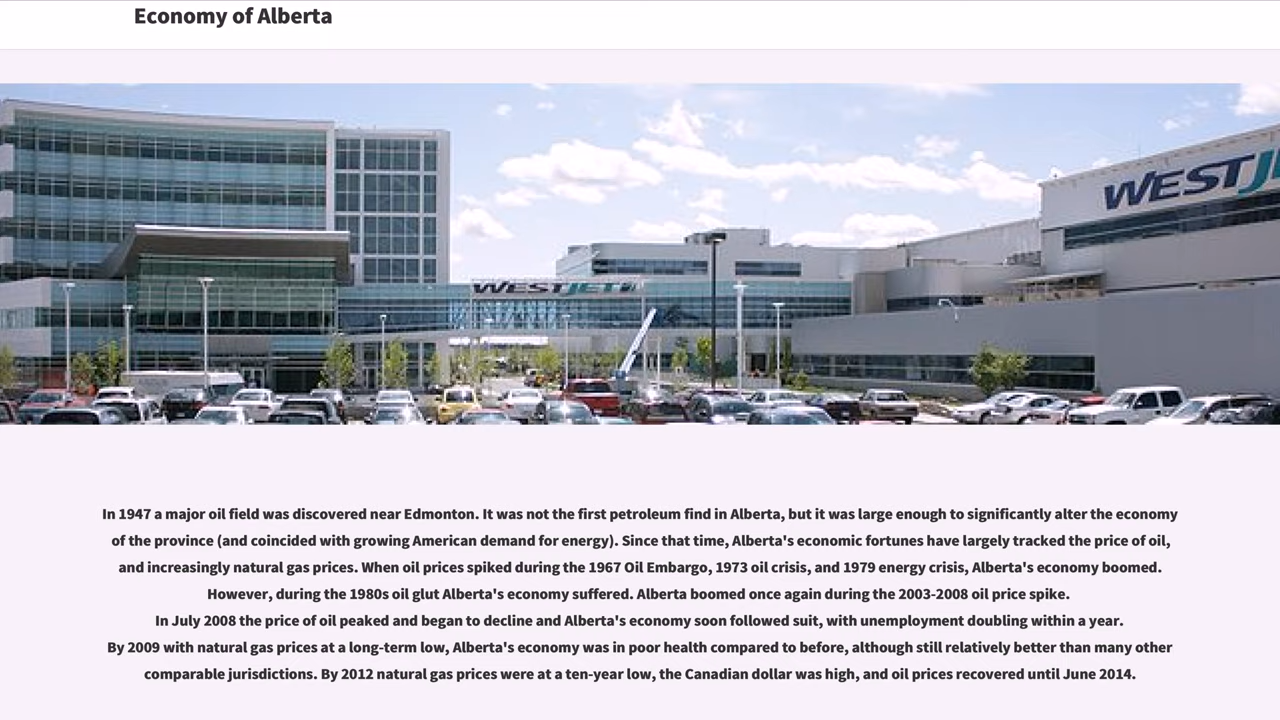 Economy of Alberta
WESTJE
WESTJET
In 1947 a major oil field was discovered near Edmonton. It was not the first petroleum find in Alberta, but it was large enough to significantly alter the economy
of the province (and coincided with growing American demand for energy). Since that time, Alberta's economic fortunes have largely tracked the price of oil,
and increasingly natural gas prices. When oil prices spiked during the 1967 Oil Embargo, 1973 oil crisis, and 1979 energy crisis, Alberta's economy boomed.
However, during the 1980s oil glut Alberta's economy suffered. Alberta boomed once again during the 2003-2008 oil price spike.
In July 2008 the price of oil peaked and began to decline and Alberta's economy soon followed suit, with unemployment doubling within a year.
By 2009 with natural gas prices at a long-term low, Alberta's economy was in poor health compared to before, although still relatively better than many other
comparable jurisdictions. By 2012 natural gas prices were at a ten-year low, the Canadian dollar was high, and oil prices recovered until June 2014.